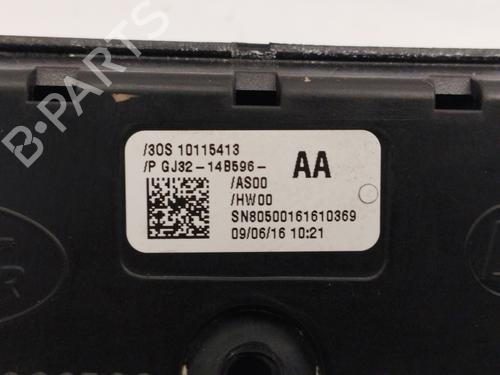 B-PARTS
/3OS 10115413
/P GJ32-14B596- AA
/AS00
/HW00
SN80500161610369
09/06/16 10:21